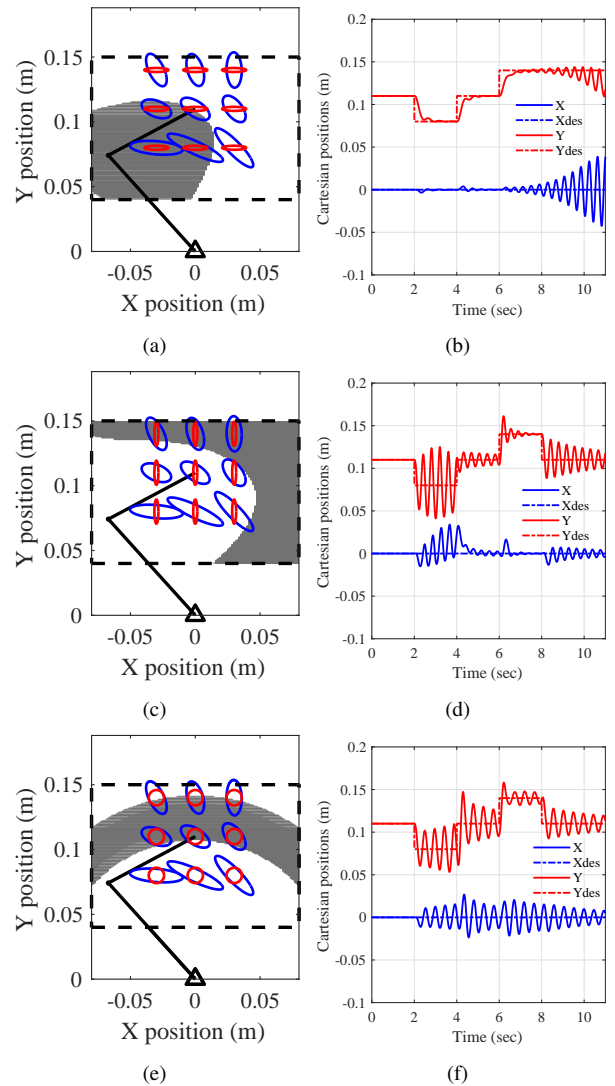 0.15
0.1
0.05
0
Y position (m)
-0.05 0 0.05
X position (m)
(a)
0.2
0.15
0.1
0.05
0
-0.05
-0.1
Cartesian positions (m)
X
Xdes
Y
Ydes
0 2 4 6 8 10
Time (sec)
(b)
0.15
0.1
0.05
0
Y position (m)
-0.05 0 0.05
X position (m)
(c)
0.2
0.15
0.1
0.05
0
-0.05
-0.1
Cartesian positions (m)
X
Xdes
Y
Ydes
0 2 4 6 8 10
Time (sec)
(d)
0.15
0.1
0.05
0
Y position (m)
-0.05 0 0.05
X position (m)
(e)
0.2
0.15
0.1
0.05
0
-0.05
-0.1
Cartesian positions (m)
X
Xdes
Y
Ydes
0 2 4 6 8 10
Time (sec)
(f)